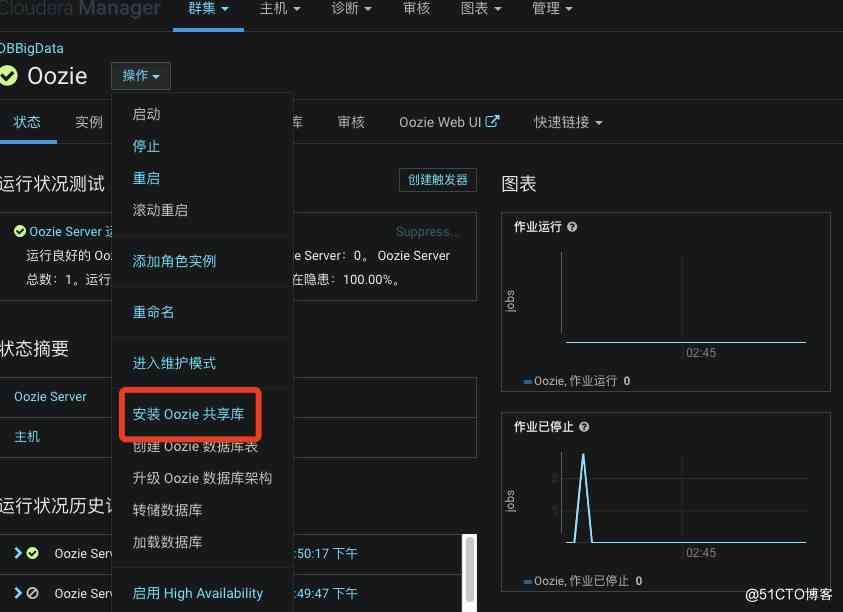 Cloudera Manager 群集 主机 诊断 审核 图表 管理
DBBigData
Oozie 操作
状态 实例 库 审核 Oozie Web UI 快速链接
启动
停止
重启
滚动重启
添加角色实例
重命名
进入维护模式
安装 Oozie 共享库
创建 Oozie 数据库表
升级 Oozie 数据库架构
转储数据库
加载数据库
启用 High Availability
运行状况测试 创建触发器
Oozie Server Suppress...
运行良好的 Ooz e Server：0。 Oozie Server
总数：1。运行 在隐患：100.00%。
状态摘要
Oozie Server
主机
运行状况历史
Oozie Serv :50:17 下午
Oozie Serv :49:47 下午
图表
作业运行
jobs
02:45
Oozie, 作业运行 0
作业已停止
jobs
02:45
Oozie, 作业已停止 0
@51CTO博客